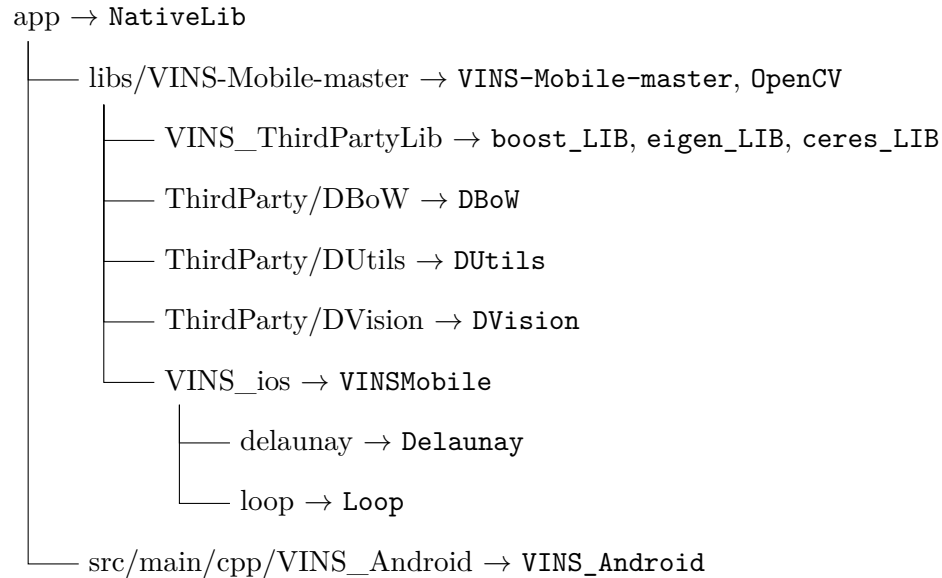 app → NativeLib
libs/VINS-Mobile-master → VINS-Mobile-master, OpenCV
VINS_ThirdPartyLib → boost_LIB, eigen_LIB, ceres_LIB
ThirdParty/DBoW → DBoW
ThirdParty/DUtils → DUtils
ThirdParty/DVision → DVision
VINS_ios → VINSMobile
delaunay → Delaunay
loop → Loop
src/main/cpp/VINS_Android → VINS_Android